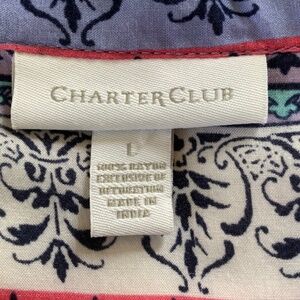 CHARTER CLUB
L
100% RAYON
EXCLUSIVE OF
DECORATION
MADE IN
INDIA